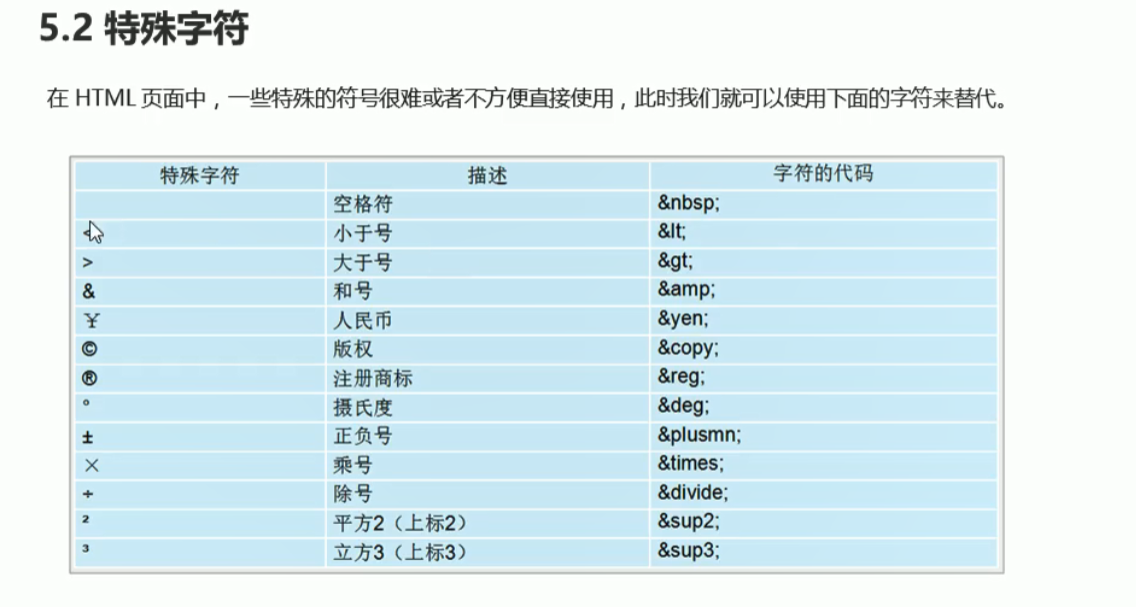 5.2 特殊字符
在 HTML 页面中，一些特殊的符号很难或者不方便直接使用，此时我们就可以使用下面的字符来替代。
特殊字符 描述 字符的代码
空格符 &nbsp;
< 小于号 &lt;
> 大于号 &gt;
& 和号 &amp;
¥ 人民币 &yen;
© 版权 &copy;
® 注册商标 &reg;
° 摄氏度 &deg;
± 正负号 &plusmn;
× 乘号 &times;
÷ 除号 &divide;
² 平方2（上标2） &sup2;
³ 立方3（上标3） &sup3;